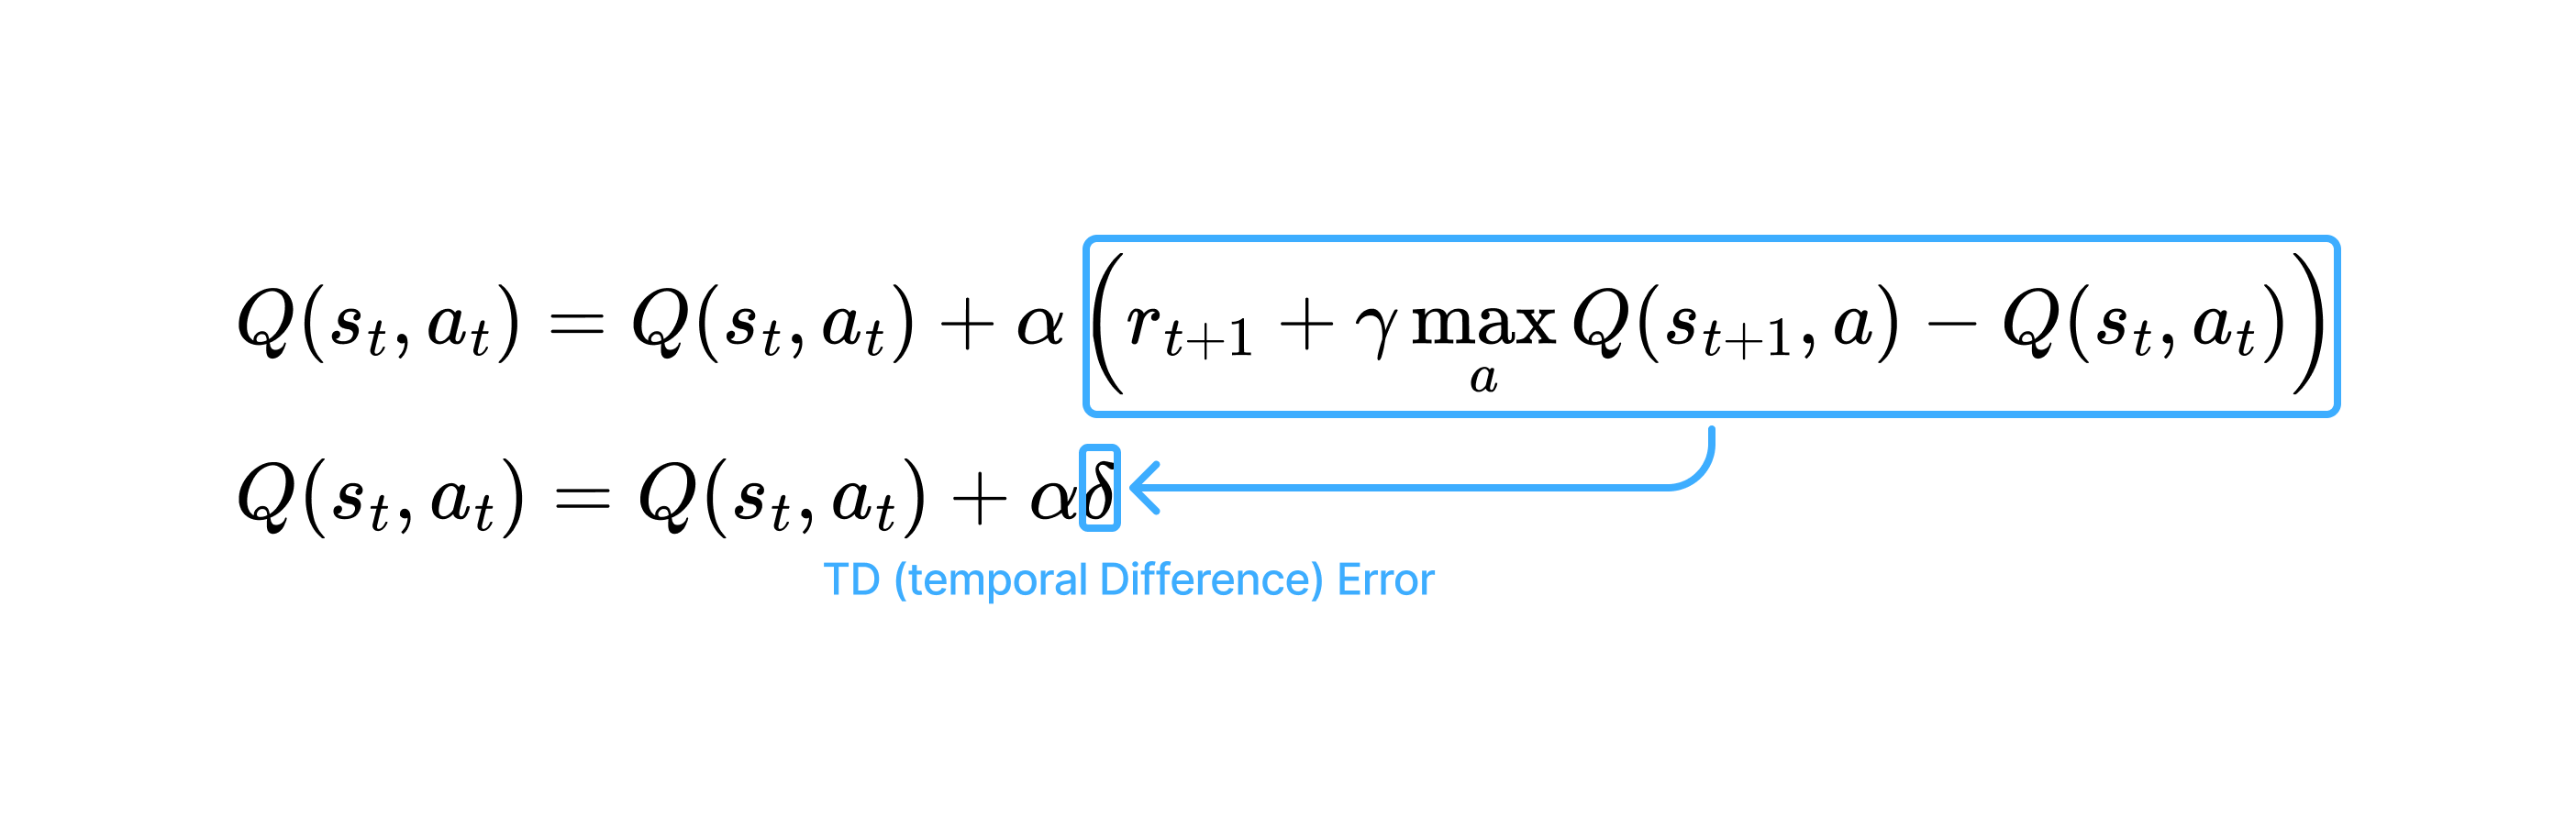 Q(s_t, a_t) = Q(s_t, a_t) + α (r_{t+1} + γ max_a Q(s_{t+1}, a) − Q(s_t, a_t))
Q(s_t, a_t) = Q(s_t, a_t) + αδ
TD (temporal Difference) Error